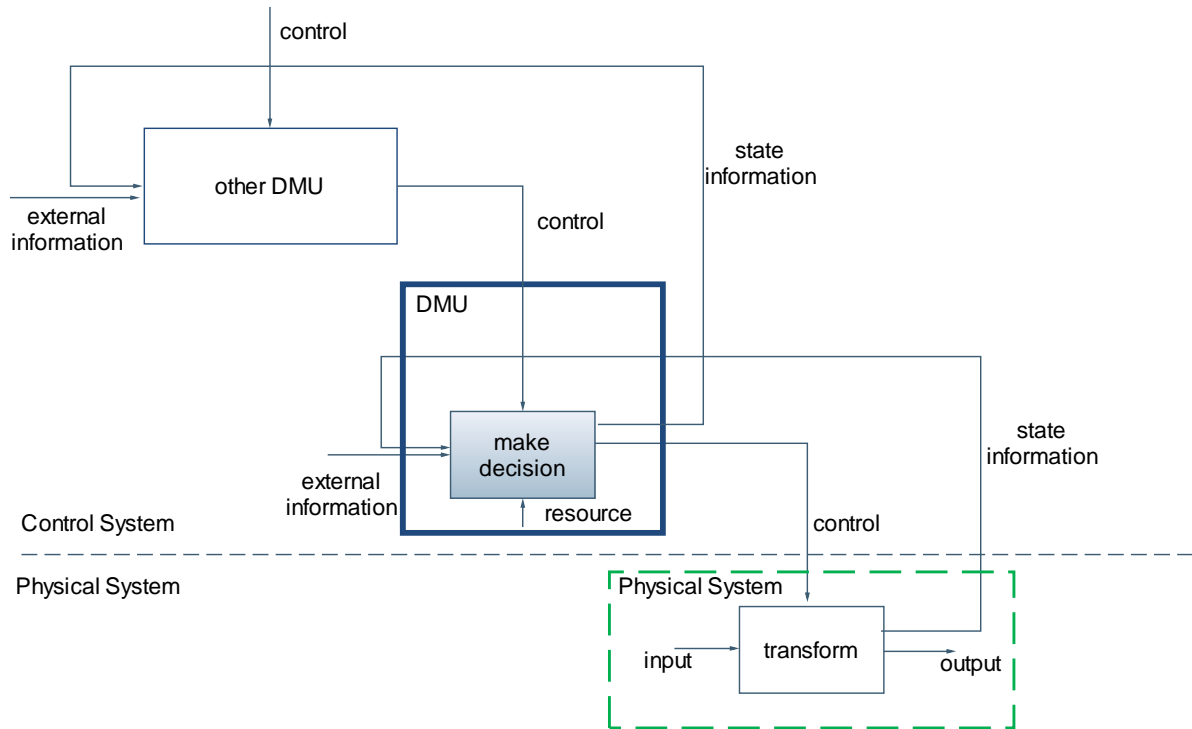 control
other DMU
state
information
external
information
control
DMU
make
decision
state
information
external
information
resource
Control System
control
Physical System
Physical System
transform
input
output